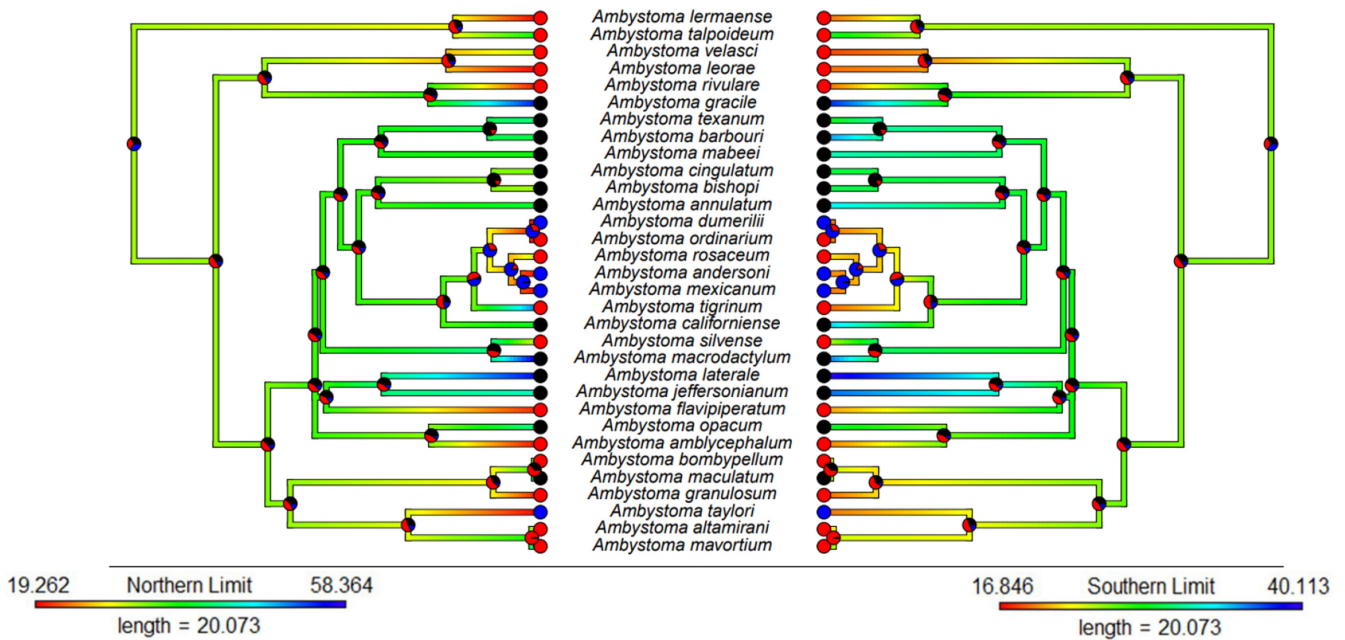 Ambystoma lermaense
Ambystoma talpoideum
Ambystoma velasci
Ambystoma leorae
Ambystoma rivulare
Ambystoma gracile
Ambystoma texanum
Ambystoma barbouri
Ambystoma mabeei
Ambystoma cingulatum
Ambystoma bishopi
Ambystoma annulatum
Ambystoma dumerilii
Ambystoma ordinarium
Ambystoma rosaceum
Ambystoma andersoni
Ambystoma mexicanum
Ambystoma tigrinum
Ambystoma californiense
Ambystoma silvense
Ambystoma macrodactylum
Ambystoma laterale
Ambystoma jeffersonianum
Ambystoma flavipiperatum
Ambystoma opacum
Ambystoma amblycephalum
Ambystoma bombypellum
Ambystoma maculatum
Ambystoma granulosum
Ambystoma taylori
Ambystoma altamirani
Ambystoma mavortium
19.262 Northern Limit 58.364
length = 20.073
16.846 Southern Limit 40.113
length = 20.073